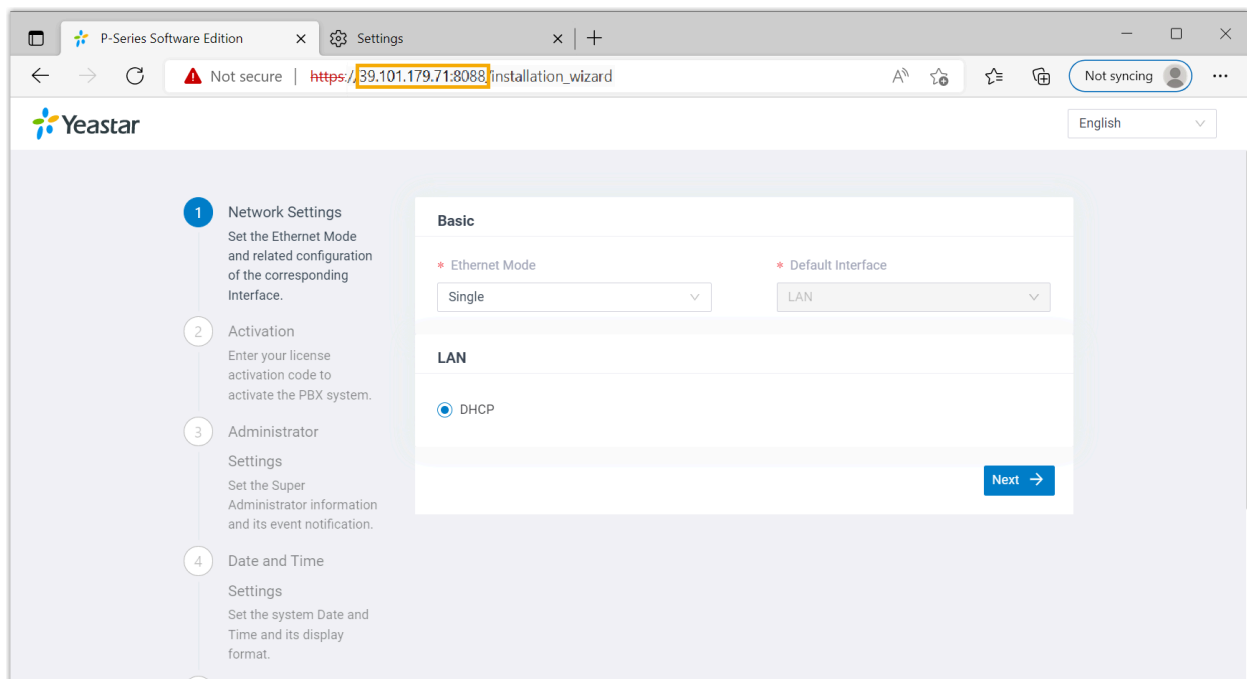 P-Series Software Edition
Settings
Not secure
https://39.101.179.71:8088/installation_wizard
Not syncing
Yeastar
English
1
Network Settings
Set the Ethernet Mode
and related configuration
of the corresponding
Interface.
2
Activation
Enter your license
activation code to
activate the PBX system.
3
Administrator
Settings
Set the Super
Administrator information
and its event notification.
4
Date and Time
Settings
Set the system Date and
Time and its display
format.
Basic
* Ethernet Mode
* Default Interface
Single
LAN
LAN
DHCP
Next